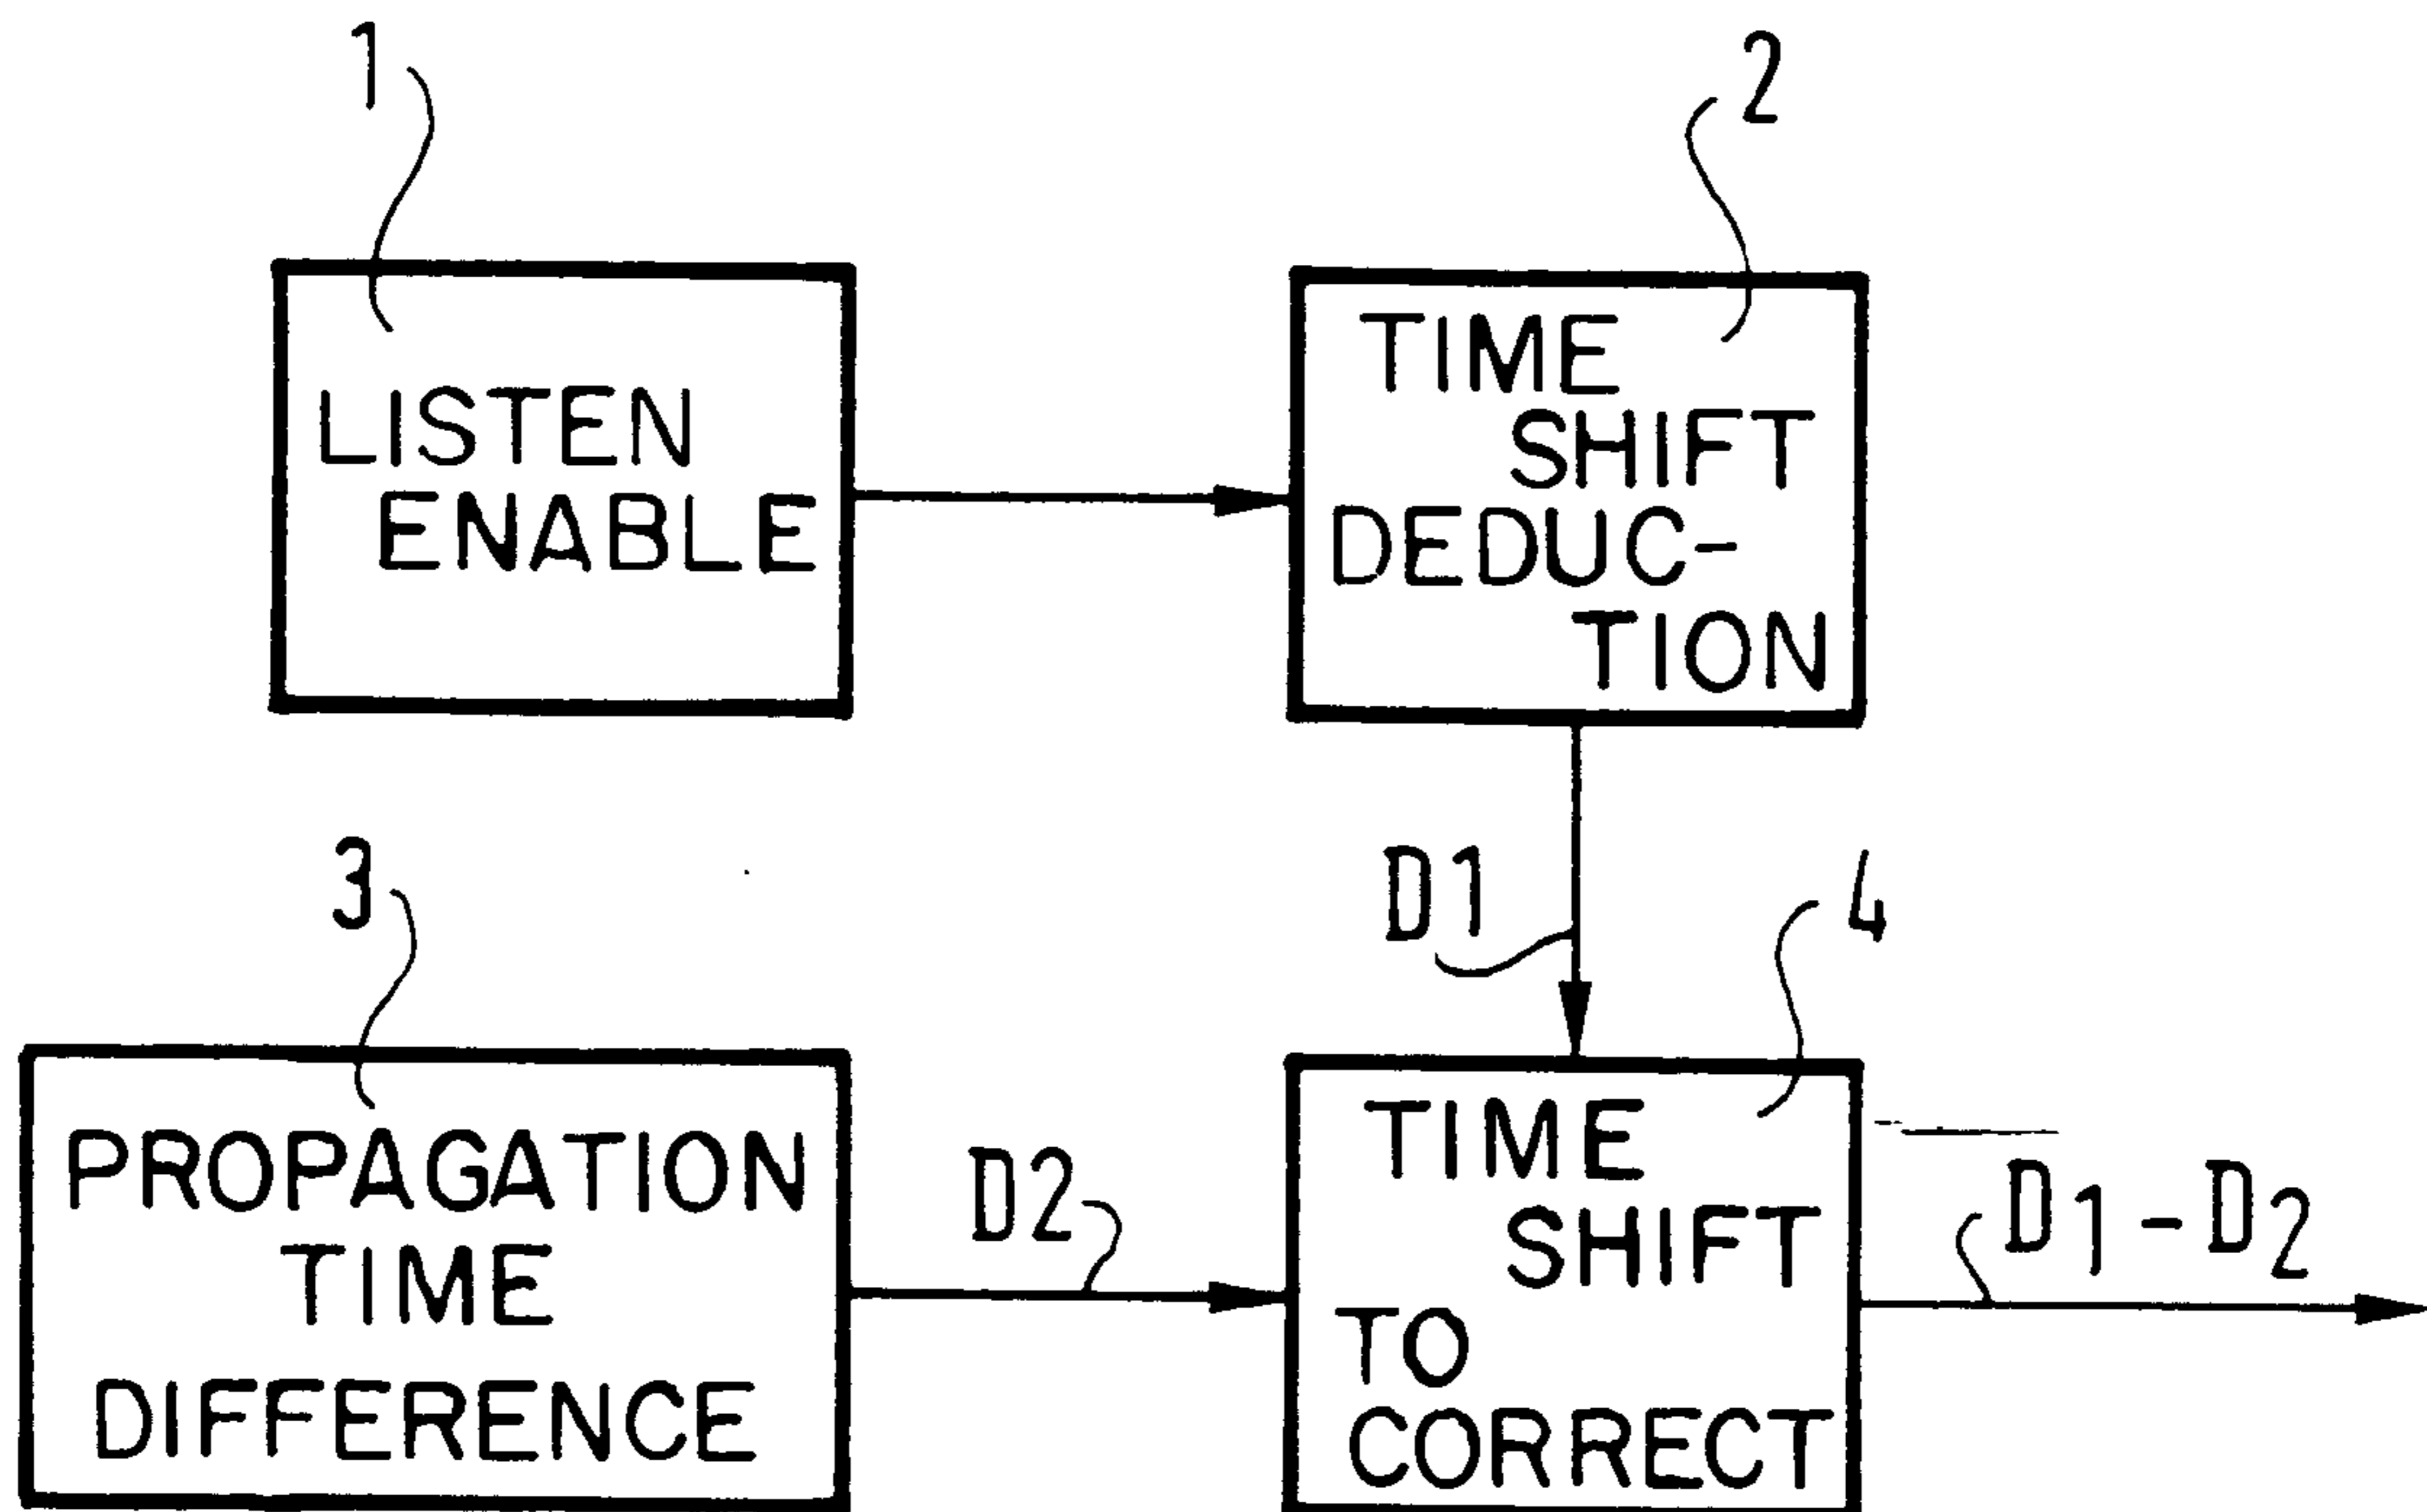 1
2
LISTEN
ENABLE
TIME
SHIFT
DEDUC-
TION
3
D1
4
PROPAGATION
TIME
DIFFERENCE
D2
TIME
SHIFT
TO
CORRECT
D1-D2